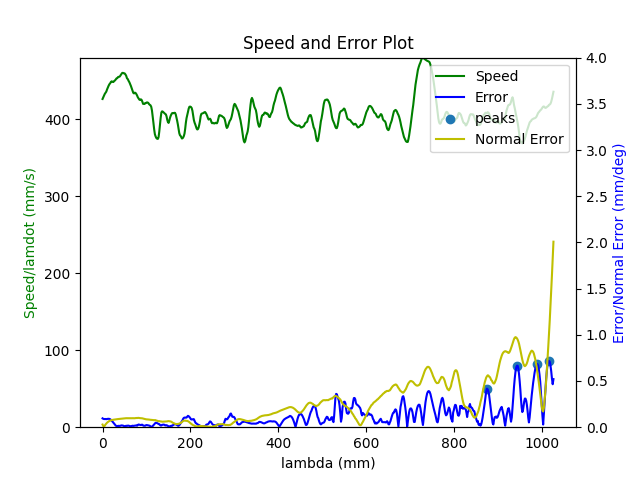 Speed and Error Plot
Speed
Error
peaks
Normal Error
Speed/lamdot (mm/s)
400
300
200
100
0
4.0
3.5
3.0
2.5
2.0
1.5
1.0
0.5
0.0
Error/Normal Error (mm/deg)
0 200 400 600 800 1000
lambda (mm)